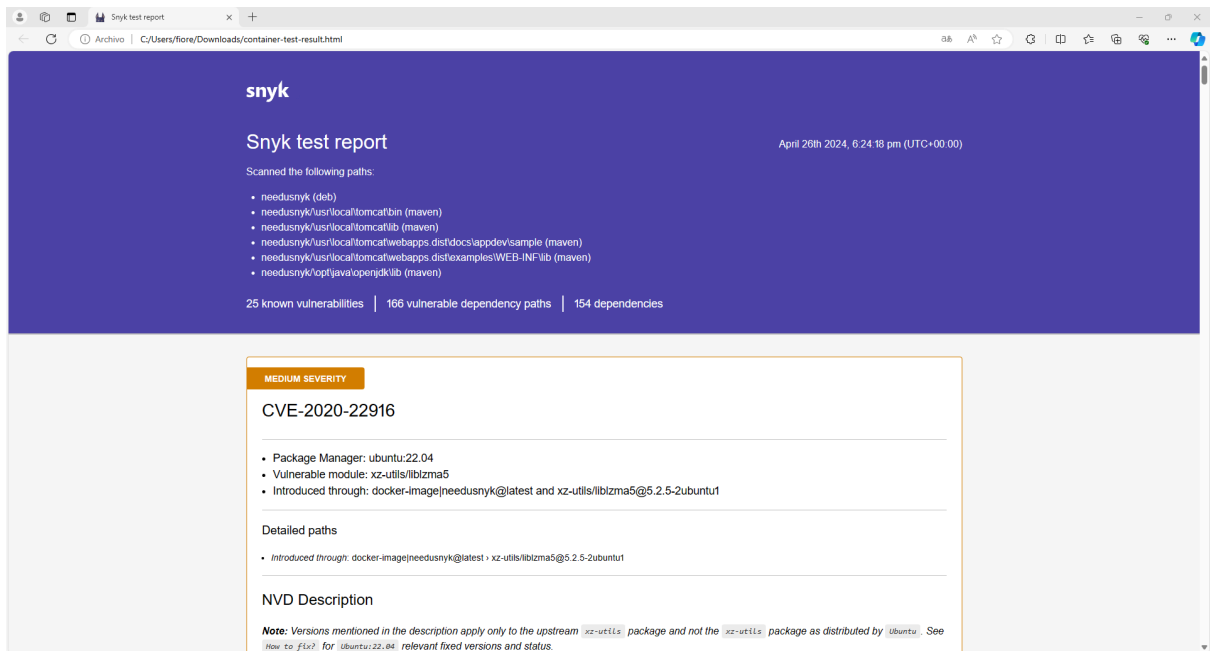 Snyk test report
Archivo
C:/Users/fiore/Downloads/container-test-result.html
snyk
Snyk test report
April 26th 2024, 6:24:18 pm (UTC+00:00)
Scanned the following paths:
• needusnyk (deb)
• needusnyk/\usr\local\tomcat\bin (maven)
• needusnyk/\usr\local\tomcat\lib (maven)
• needusnyk/\usr\local\tomcat\webapps.dist\docs\appdev\sample (maven)
• needusnyk/\usr\local\tomcat\webapps.dist\examples\WEB-INF\lib (maven)
• needusnyk/\opt\java\openjdk\lib (maven)
25 known vulnerabilities | 166 vulnerable dependency paths | 154 dependencies
MEDIUM SEVERITY
CVE-2020-22916
• Package Manager: ubuntu:22.04
• Vulnerable module: xz-utils/liblzma5
• Introduced through: docker-image|needusnyk@latest and xz-utils/liblzma5@5.2.5-2ubuntu1
Detailed paths
• Introduced through: docker-image|needusnyk@latest › xz-utils/liblzma5@5.2.5-2ubuntu1
NVD Description
Note: Versions mentioned in the description apply only to the upstream xz-utils package and not the xz-utils package as distributed by Ubuntu . See
How to fix? for Ubuntu:22.04 relevant fixed versions and status.